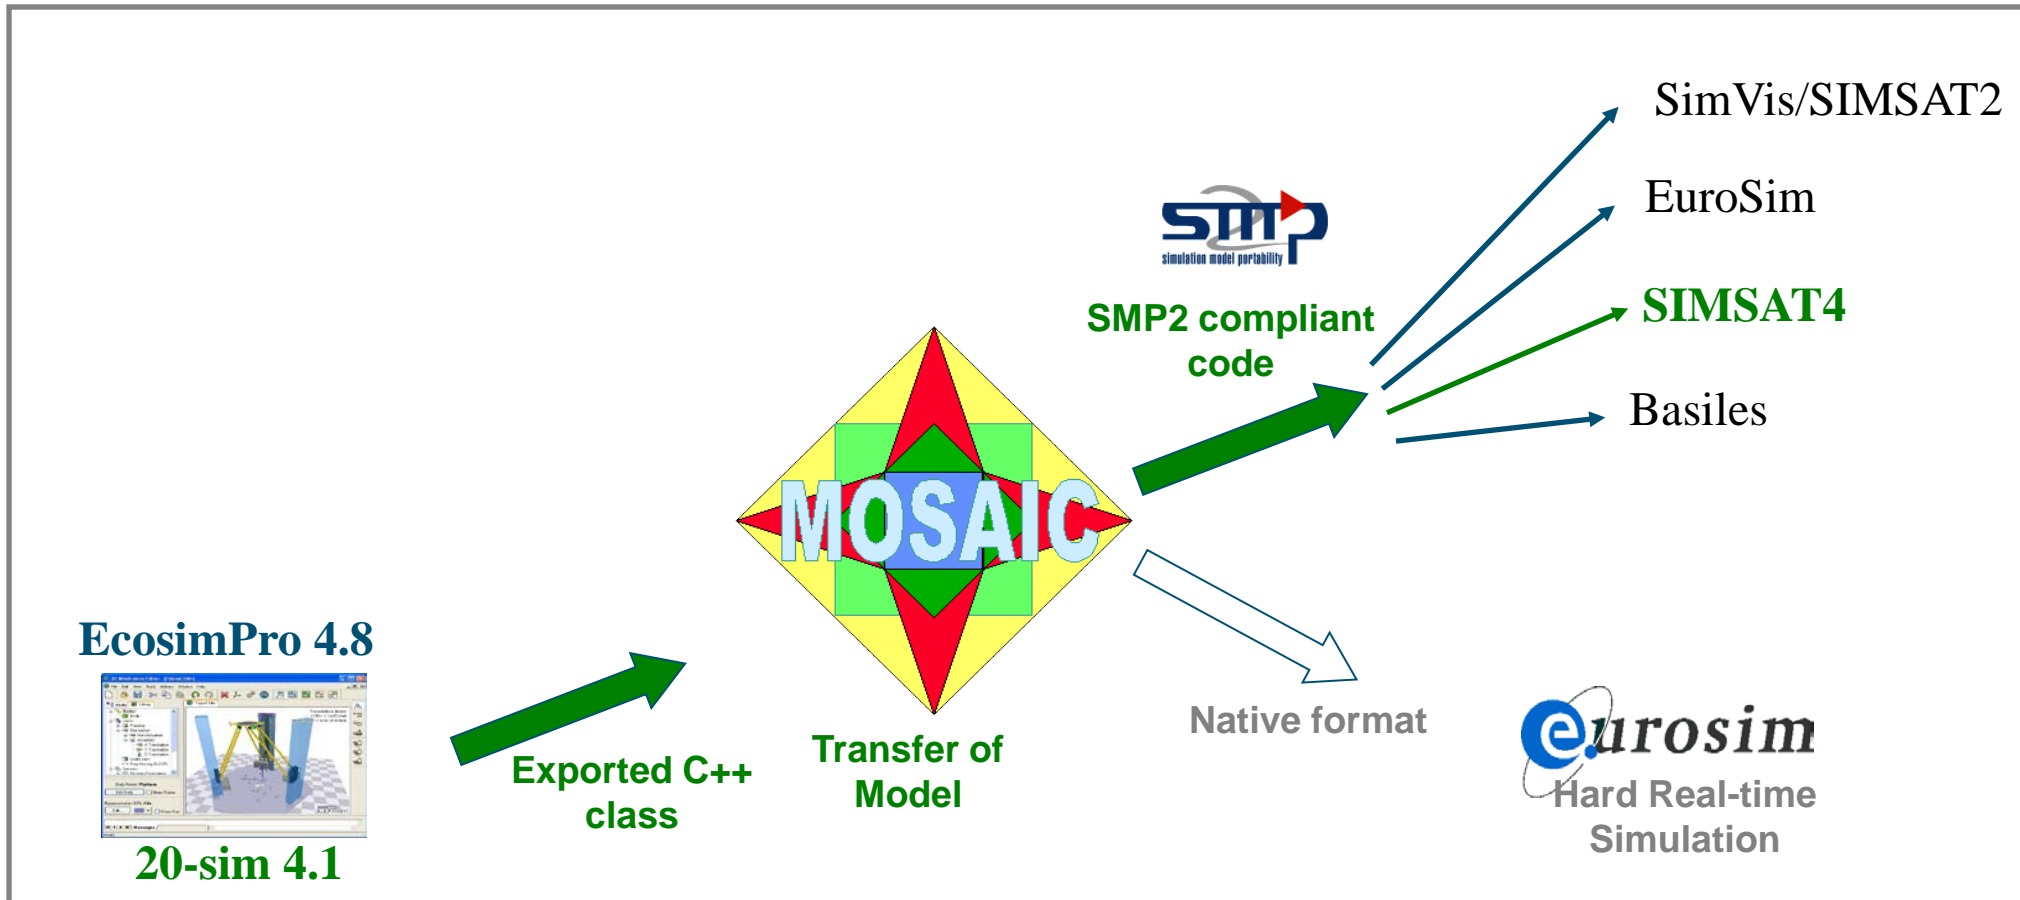 SimVis/SIMSAT2
EuroSim
SIMSAT4
Basiles
smp
simulation model portability
SMP2 compliant
code
MOSAIC
EcosimPro 4.8
20-sim 4.1
Exported C++
class
Transfer of
Model
Native format
eurosim
Hard Real-time
Simulation